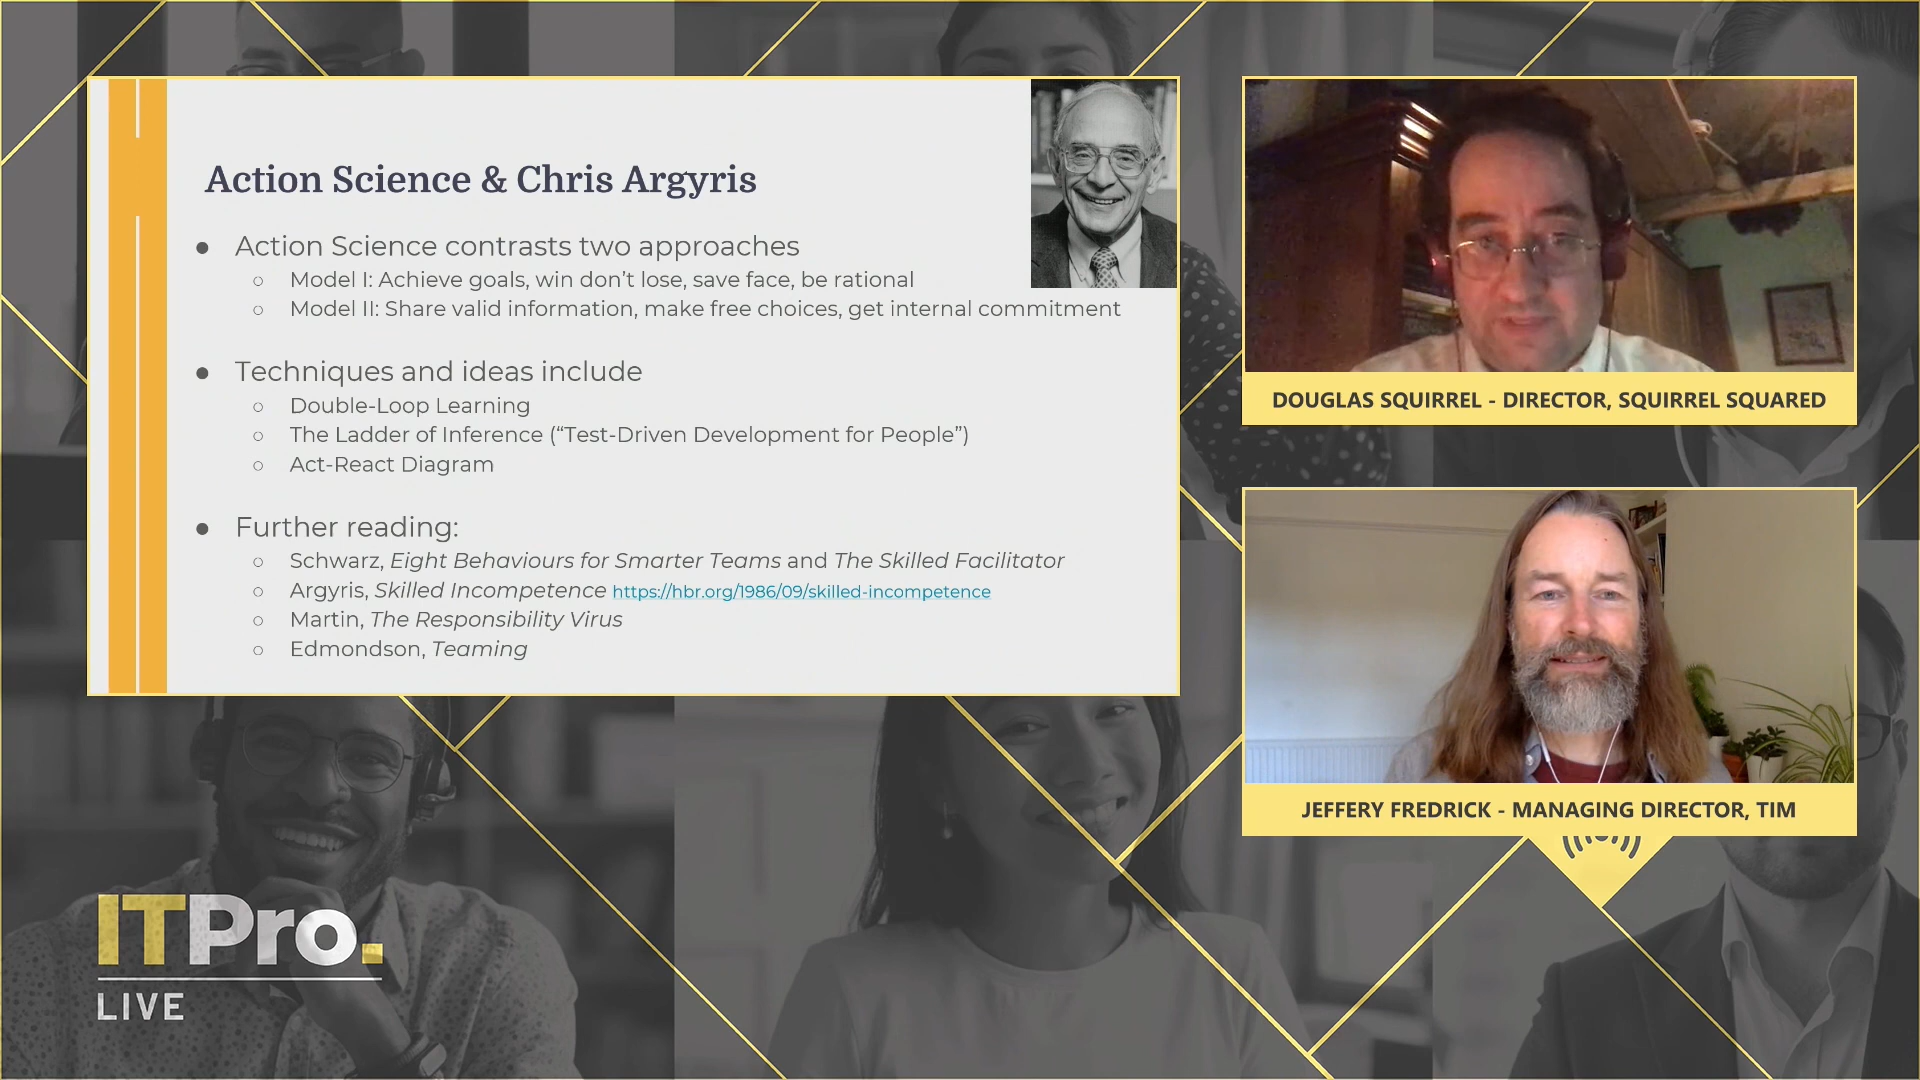 Action Science & Chris Argyris
● Action Science contrasts two approaches
○ Model I: Achieve goals, win don’t lose, save face, be rational
○ Model II: Share valid information, make free choices, get internal commitment
● Techniques and ideas include
○ Double-Loop Learning
○ The Ladder of Inference (“Test-Driven Development for People”)
○ Act-React Diagram
● Further reading:
○ Schwarz, Eight Behaviours for Smarter Teams and The Skilled Facilitator
○ Argyris, Skilled Incompetence https://hbr.org/1986/09/skilled-incompetence
○ Martin, The Responsibility Virus
○ Edmondson, Teaming
DOUGLAS SQUIRREL - DIRECTOR, SQUIRREL SQUARED
JEFFERY FREDRICK - MANAGING DIRECTOR, TIM
ITPro.
LIVE